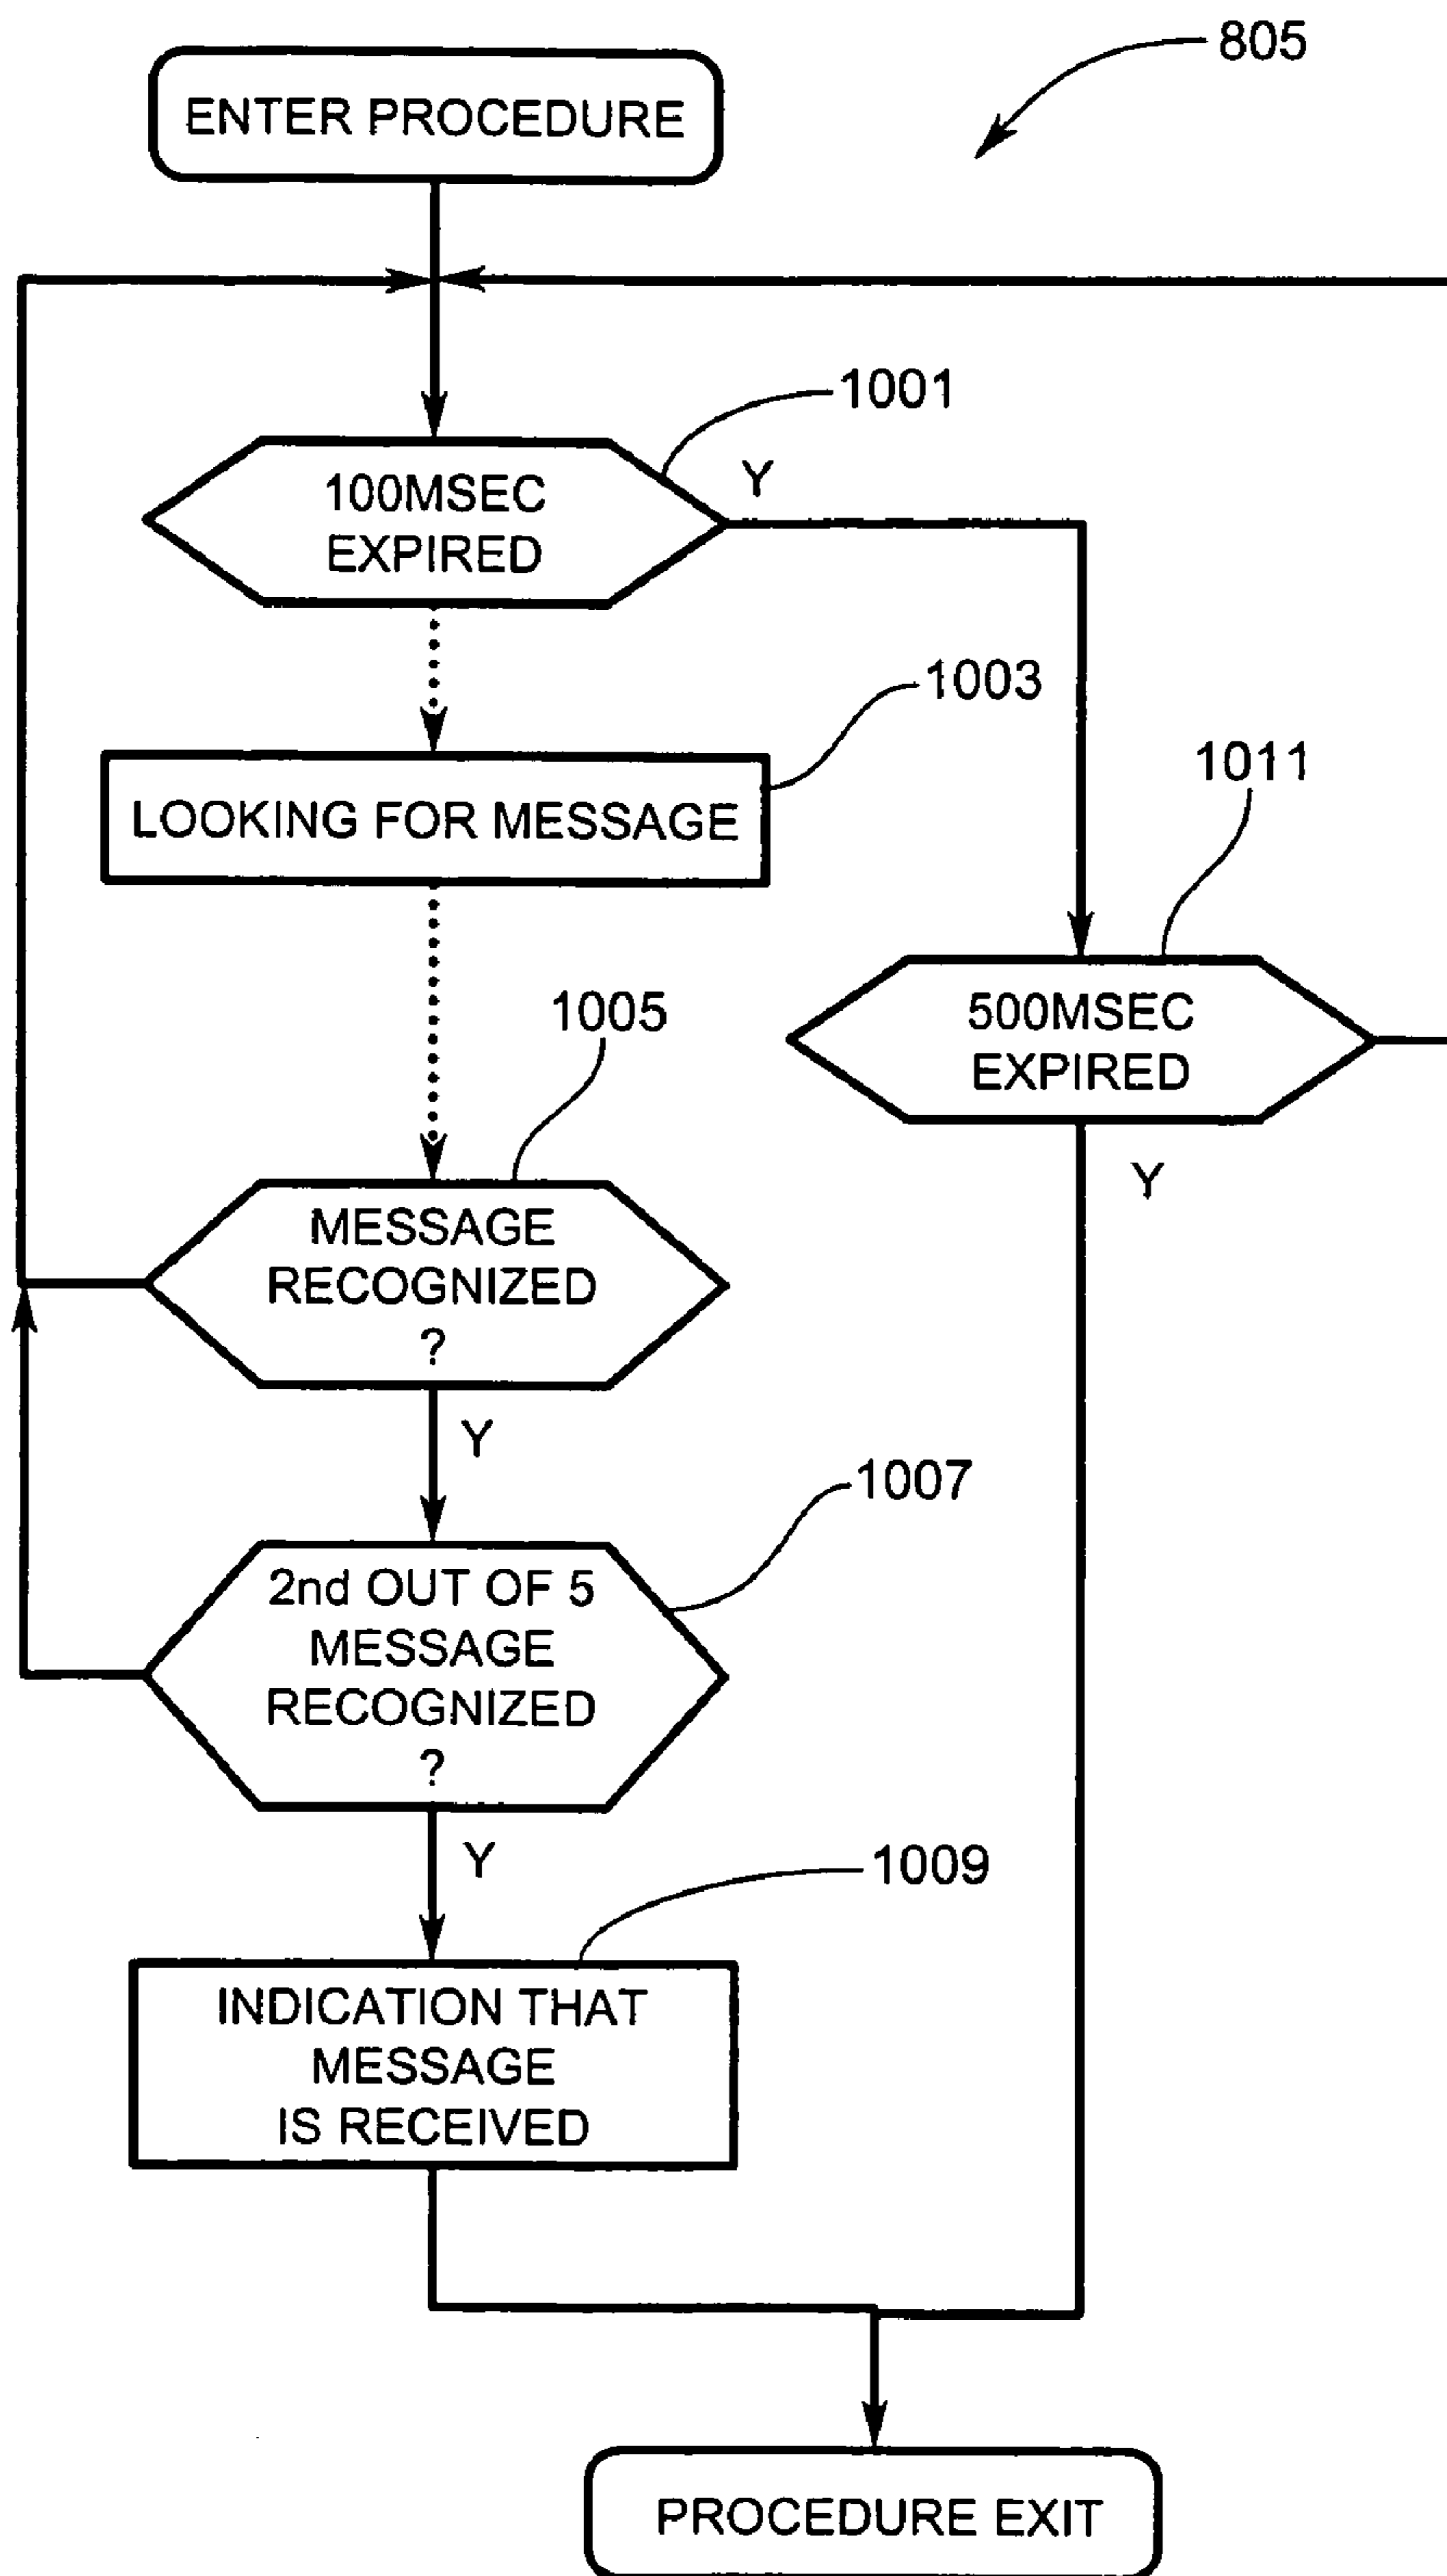 805
ENTER PROCEDURE
1001
100MSEC
EXPIRED
Y
1003
LOOKING FOR MESSAGE
1011
500MSEC
EXPIRED
Y
1005
MESSAGE
RECOGNIZED
?
Y
1007
2nd OUT OF 5
MESSAGE
RECOGNIZED
?
Y
1009
INDICATION THAT
MESSAGE
IS RECEIVED
PROCEDURE EXIT